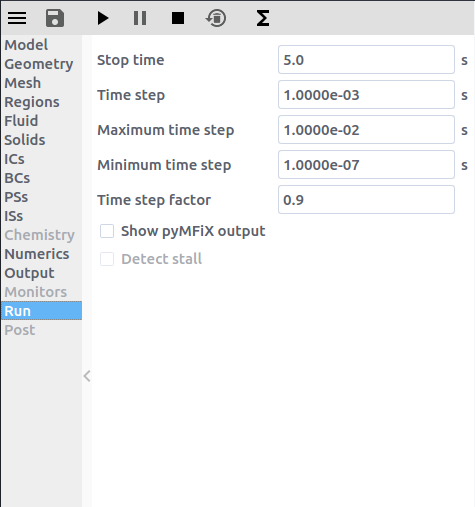 Model
Geometry
Mesh
Regions
Fluid
Solids
ICs
BCs
PSs
ISs
Chemistry
Numerics
Output
Monitors
Run
Post
Stop time 5.0 s
Time step 1.0000e-03 s
Maximum time step 1.0000e-02 s
Minimum time step 1.0000e-07 s
Time step factor 0.9
Show pyMFiX output
Detect stall